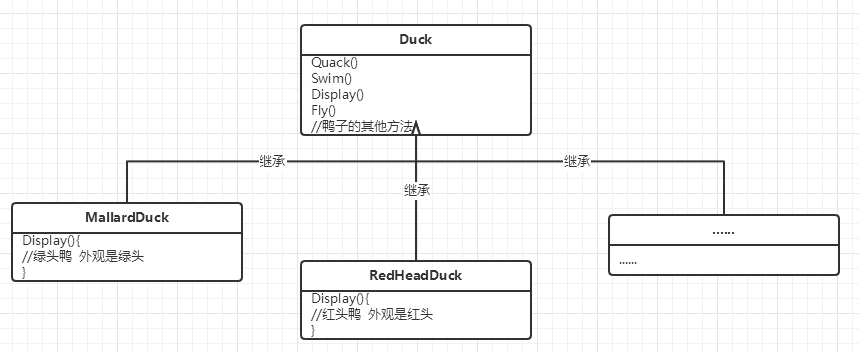 Duck
Quack()
Swim()
Display()
Fly()
//鸭子的其他方法
继承
继承
继承
MallardDuck
Display(){
//绿头鸭 外观是绿头
}
RedHeadDuck
Display(){
//红头鸭 外观是红头
}
......
......